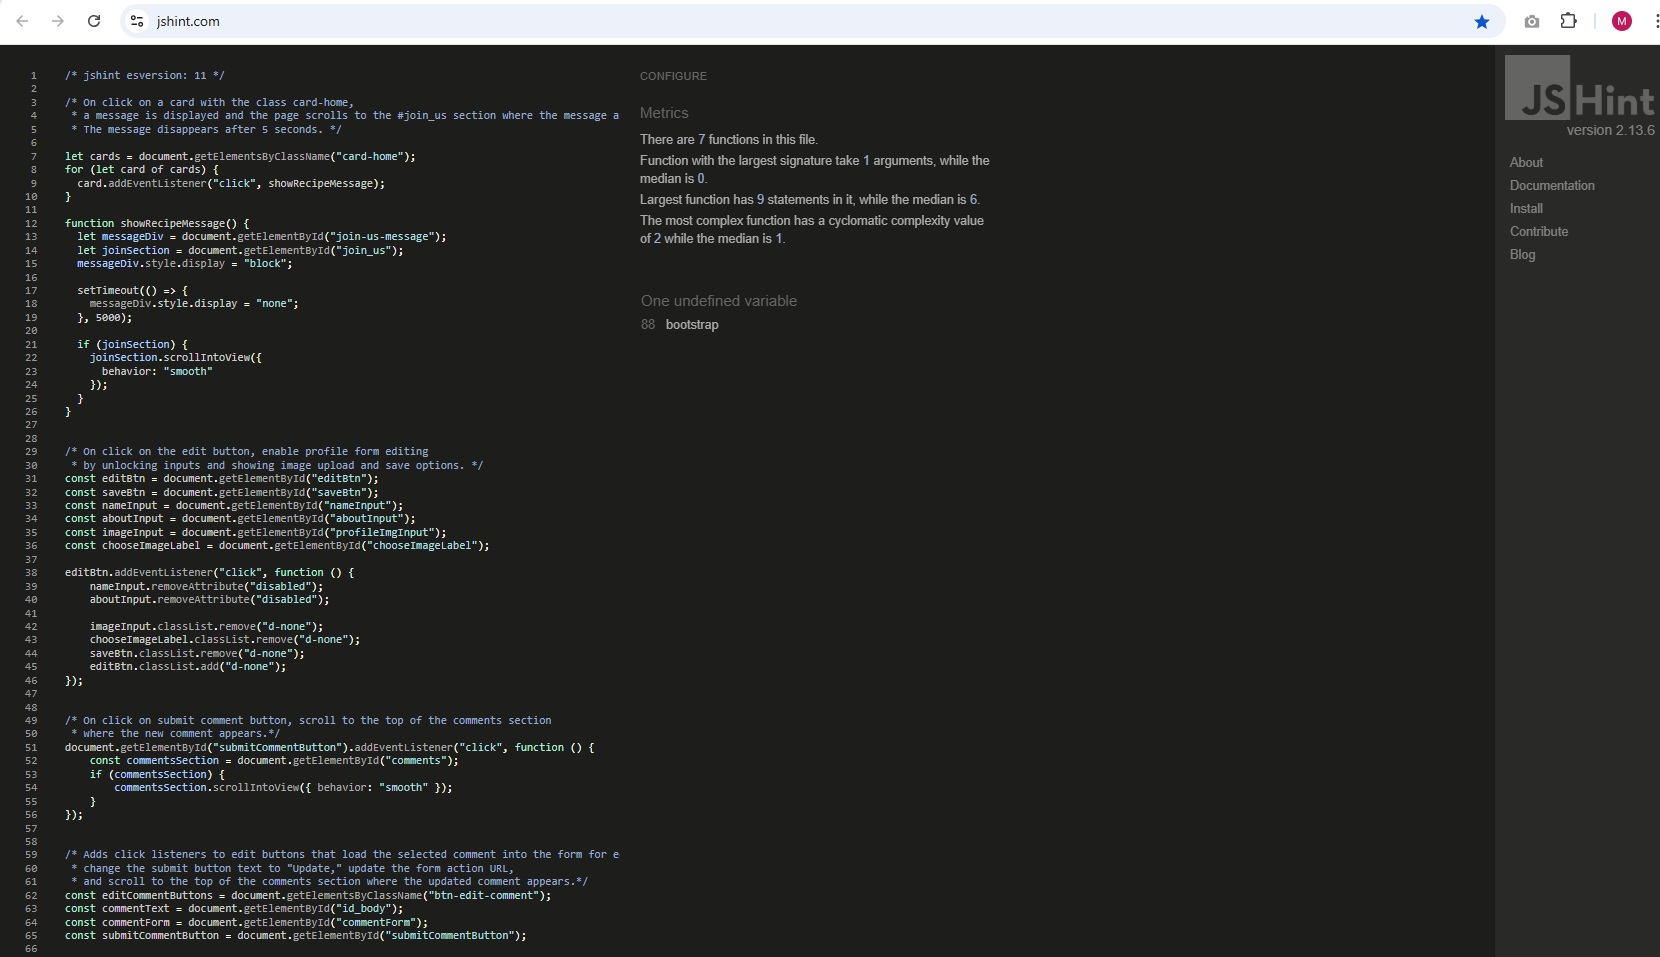 jshint.com
M
1 /* jshint esversion: 11 */
2
3 /* On click on a card with the class card-home,
4  * a message is displayed and the page scrolls to the #join_us section where the message a
5  * The message disappears after 5 seconds. */
6
7 let cards = document.getElementsByClassName("card-home");
8 for (let card of cards) {
9   card.addEventListener("click", showRecipeMessage);
10 }
11
12 function showRecipeMessage() {
13   let messageDiv = document.getElementById("join-us-message");
14   let joinSection = document.getElementById("join_us");
15   messageDiv.style.display = "block";
16
17   setTimeout(() => {
18     messageDiv.style.display = "none";
19   }, 5000);
20
21   if (joinSection) {
22     joinSection.scrollIntoView({
23       behavior: "smooth"
24     });
25   }
26 }
27
28
29 /* On click on the edit button, enable profile form editing
30  * by unlocking inputs and showing image upload and save options. */
31 const editBtn = document.getElementById("editBtn");
32 const saveBtn = document.getElementById("saveBtn");
33 const nameInput = document.getElementById("nameInput");
34 const aboutInput = document.getElementById("aboutInput");
35 const imageInput = document.getElementById("profileImgInput");
36 const chooseImageLabel = document.getElementById("chooseImageLabel");
37
38 editBtn.addEventListener("click", function () {
39     nameInput.removeAttribute("disabled");
40     aboutInput.removeAttribute("disabled");
41
42     imageInput.classList.remove("d-none");
43     chooseImageLabel.classList.remove("d-none");
44     saveBtn.classList.remove("d-none");
45     editBtn.classList.add("d-none");
46 });
47
48
49 /* On click on submit comment button, scroll to the top of the comments section
50  * where the new comment appears.*/
51 document.getElementById("submitCommentButton").addEventListener("click", function () {
52     const commentsSection = document.getElementById("comments");
53     if (commentsSection) {
54         commentsSection.scrollIntoView({ behavior: "smooth" });
55     }
56 });
57
58
59 /* Adds click listeners to edit buttons that load the selected comment into the form for e
60  * change the submit button text to "Update," update the form action URL,
61  * and scroll to the top of the comments section where the updated comment appears.*/
62 const editCommentButtons = document.getElementsByClassName("btn-edit-comment");
63 const commentText = document.getElementById("id_body");
64 const commentForm = document.getElementById("commentForm");
65 const submitCommentButton = document.getElementById("submitCommentButton");
66
CONFIGURE
Metrics
There are 7 functions in this file.
Function with the largest signature take 1 arguments, while the
median is 0.
Largest function has 9 statements in it, while the median is 6.
The most complex function has a cyclomatic complexity value
of 2 while the median is 1.
One undefined variable
88 bootstrap
JSHint
version 2.13.6
About
Documentation
Install
Contribute
Blog